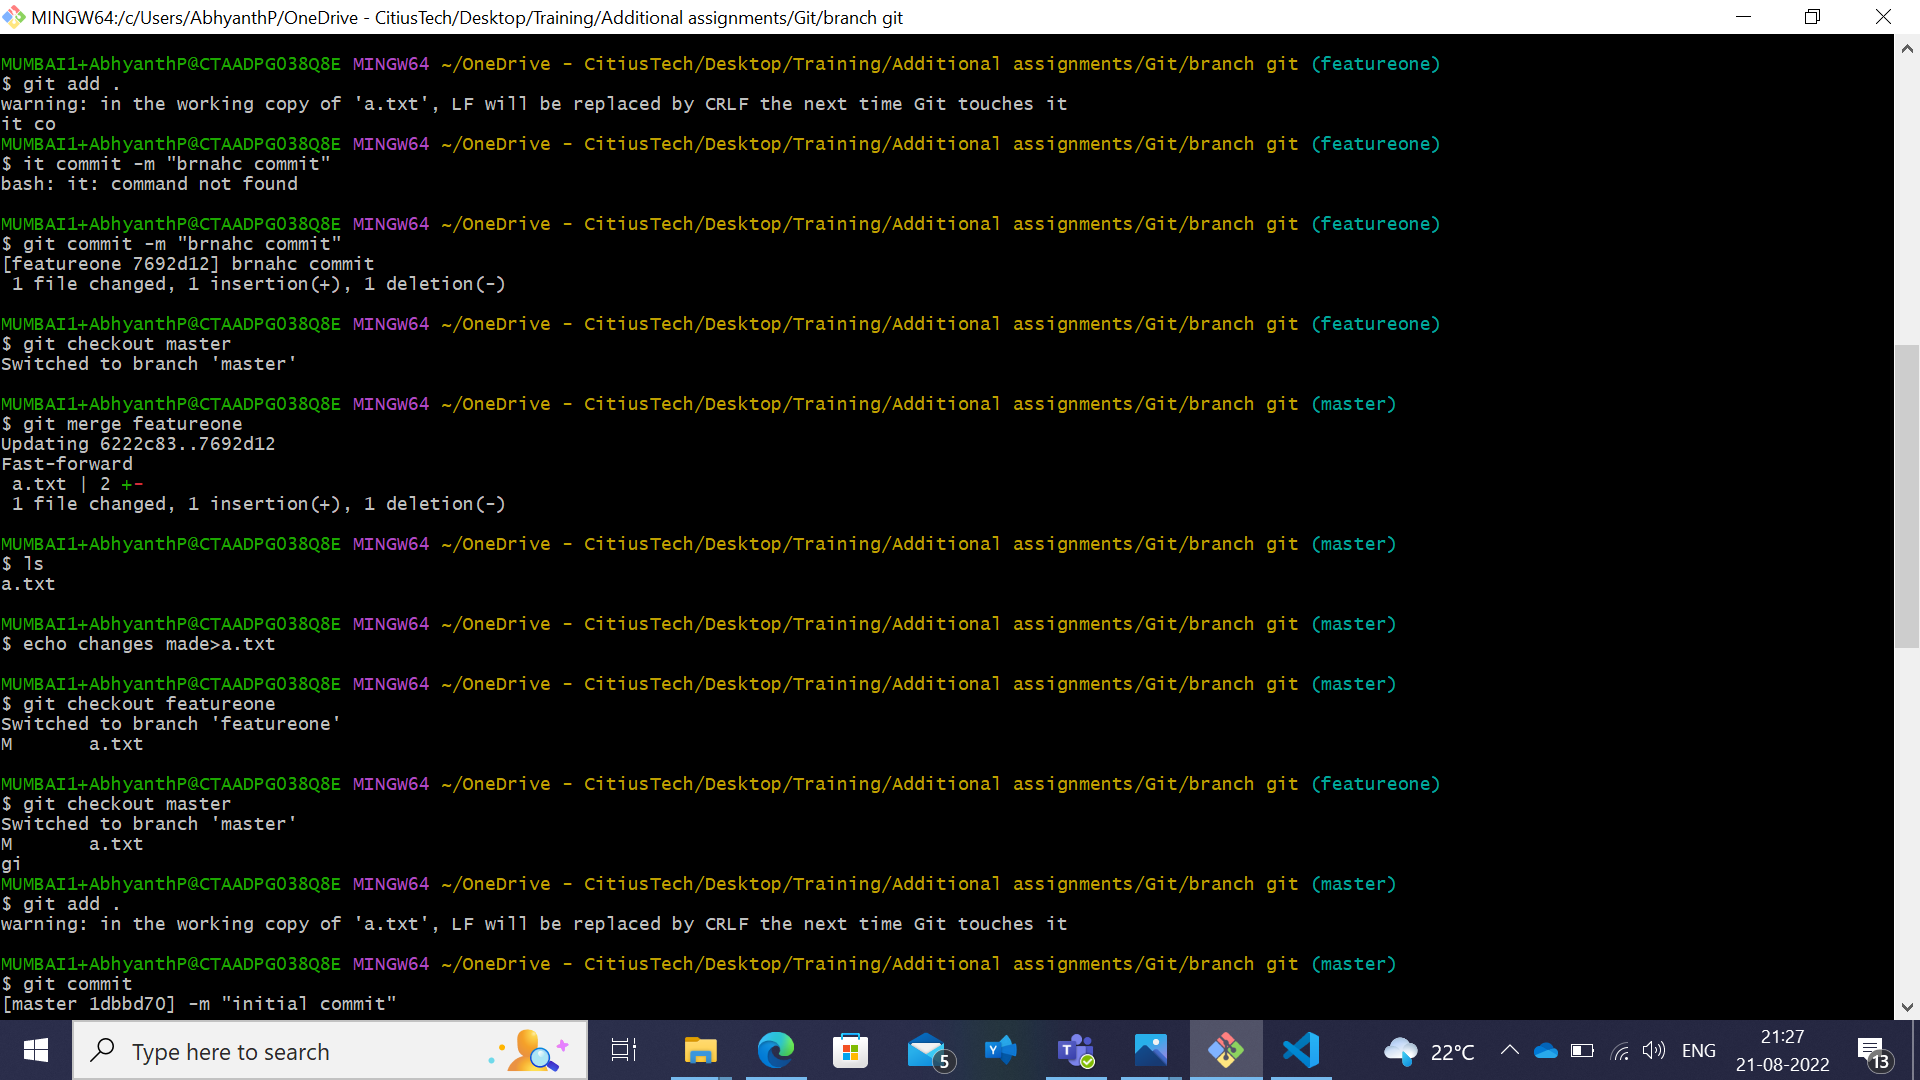 MINGW64:/c/Users/AbhyanthP/OneDrive - CitiusTech/Desktop/Training/Additional assignments/Git/branch git
MUMBAI1+AbhyanthP@CTAADPG038Q8E MINGW64 ~/OneDrive - CitiusTech/Desktop/Training/Additional assignments/Git/branch git (featureone)
$ git add .
warning: in the working copy of 'a.txt', LF will be replaced by CRLF the next time Git touches it
it co
MUMBAI1+AbhyanthP@CTAADPG038Q8E MINGW64 ~/OneDrive - CitiusTech/Desktop/Training/Additional assignments/Git/branch git (featureone)
$ it commit -m "brnahc commit"
bash: it: command not found
MUMBAI1+AbhyanthP@CTAADPG038Q8E MINGW64 ~/OneDrive - CitiusTech/Desktop/Training/Additional assignments/Git/branch git (featureone)
$ git commit -m "brnahc commit"
[featureone 7692d12] brnahc commit
 1 file changed, 1 insertion(+), 1 deletion(-)
MUMBAI1+AbhyanthP@CTAADPG038Q8E MINGW64 ~/OneDrive - CitiusTech/Desktop/Training/Additional assignments/Git/branch git (featureone)
$ git checkout master
Switched to branch 'master'
MUMBAI1+AbhyanthP@CTAADPG038Q8E MINGW64 ~/OneDrive - CitiusTech/Desktop/Training/Additional assignments/Git/branch git (master)
$ git merge featureone
Updating 6222c83..7692d12
Fast-forward
 a.txt | 2 +-
 1 file changed, 1 insertion(+), 1 deletion(-)
MUMBAI1+AbhyanthP@CTAADPG038Q8E MINGW64 ~/OneDrive - CitiusTech/Desktop/Training/Additional assignments/Git/branch git (master)
$ ls
a.txt
MUMBAI1+AbhyanthP@CTAADPG038Q8E MINGW64 ~/OneDrive - CitiusTech/Desktop/Training/Additional assignments/Git/branch git (master)
$ echo changes made>a.txt
MUMBAI1+AbhyanthP@CTAADPG038Q8E MINGW64 ~/OneDrive - CitiusTech/Desktop/Training/Additional assignments/Git/branch git (master)
$ git checkout featureone
Switched to branch 'featureone'
M       a.txt
MUMBAI1+AbhyanthP@CTAADPG038Q8E MINGW64 ~/OneDrive - CitiusTech/Desktop/Training/Additional assignments/Git/branch git (featureone)
$ git checkout master
Switched to branch 'master'
M       a.txt
gi
MUMBAI1+AbhyanthP@CTAADPG038Q8E MINGW64 ~/OneDrive - CitiusTech/Desktop/Training/Additional assignments/Git/branch git (master)
$ git add .
warning: in the working copy of 'a.txt', LF will be replaced by CRLF the next time Git touches it
MUMBAI1+AbhyanthP@CTAADPG038Q8E MINGW64 ~/OneDrive - CitiusTech/Desktop/Training/Additional assignments/Git/branch git (master)
$ git commit
[master 1dbbd70] -m "initial commit"
Type here to search
5
22°C
ENG
21:27
21-08-2022
13